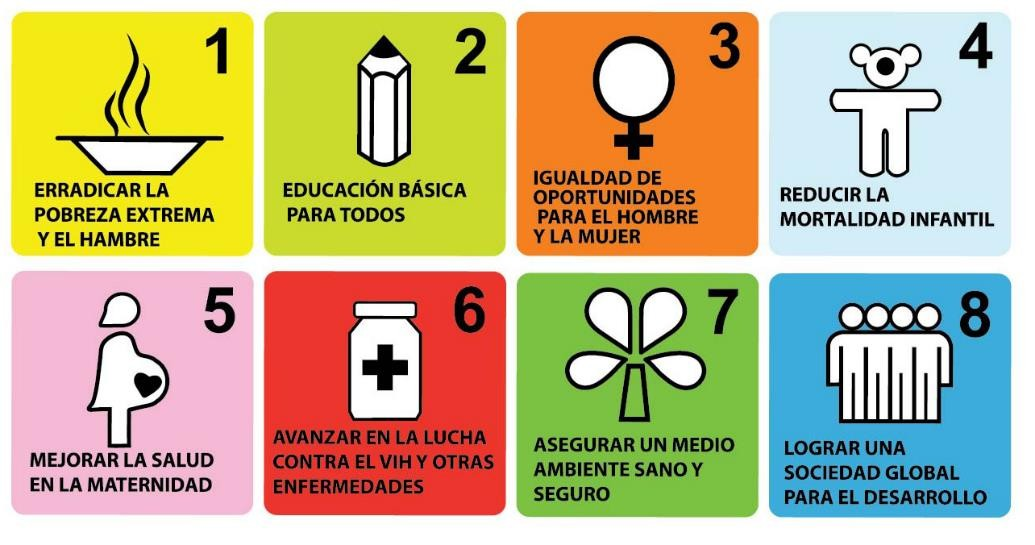 1
ERRADICAR LA
POBREZA EXTREMA
Y EL HAMBRE
2
EDUCACIÓN BÁSICA
PARA TODOS
3
IGUALDAD DE
OPORTUNIDADES
PARA EL HOMBRE
Y LA MUJER
4
REDUCIR LA
MORTALIDAD INFANTIL
5
MEJORAR LA SALUD
EN LA MATERNIDAD
6
AVANZAR EN LA LUCHA
CONTRA EL VIH Y OTRAS
ENFERMEDADES
7
ASEGURAR UN MEDIO
AMBIENTE SANO Y
SEGURO
8
LOGRAR UNA
SOCIEDAD GLOBAL
PARA EL DESARROLLO